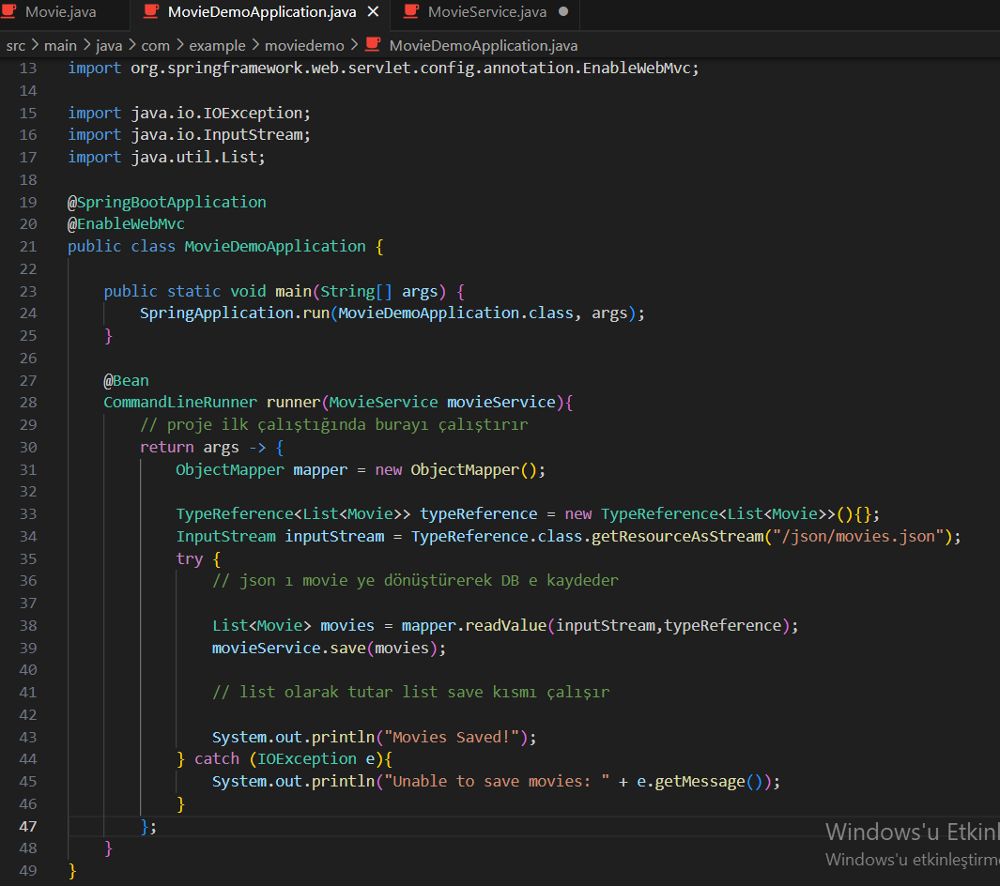 Movie.java MovieDemoApplication.java MovieService.java
src > main > java > com > example > moviedemo > MovieDemoApplication.java
13 import org.springframework.web.servlet.config.annotation.EnableWebMvc;
14
15 import java.io.IOException;
16 import java.io.InputStream;
17 import java.util.List;
18
19 @SpringBootApplication
20 @EnableWebMvc
21 public class MovieDemoApplication {
22
23 public static void main(String[] args) {
24 SpringApplication.run(MovieDemoApplication.class, args);
25 }
26
27 @Bean
28 CommandLineRunner runner(MovieService movieService){
29 // proje ilk çalıştığında burayı çalıştırır
30 return args -> {
31 ObjectMapper mapper = new ObjectMapper();
32
33 TypeReference<List<Movie>> typeReference = new TypeReference<List<Movie>>(){};
34 InputStream inputStream = TypeReference.class.getResourceAsStream("/json/movies.json");
35 try {
36 // json ı movie ye dönüştürerek DB e kaydeder
37
38 List<Movie> movies = mapper.readValue(inputStream,typeReference);
39 movieService.save(movies);
40
41 // list olarak tutar list save kısmı çalışır
42
43 System.out.println("Movies Saved!");
44 } catch (IOException e){
45 System.out.println("Unable to save movies: " + e.getMessage());
46 }
47 };
48 }
49 }
Windows'u Etkinl
Windows'u etkinleştirme